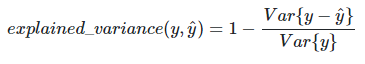 explained_variance(y, ŷ) = 1 − Var{y − ŷ} / Var{y}